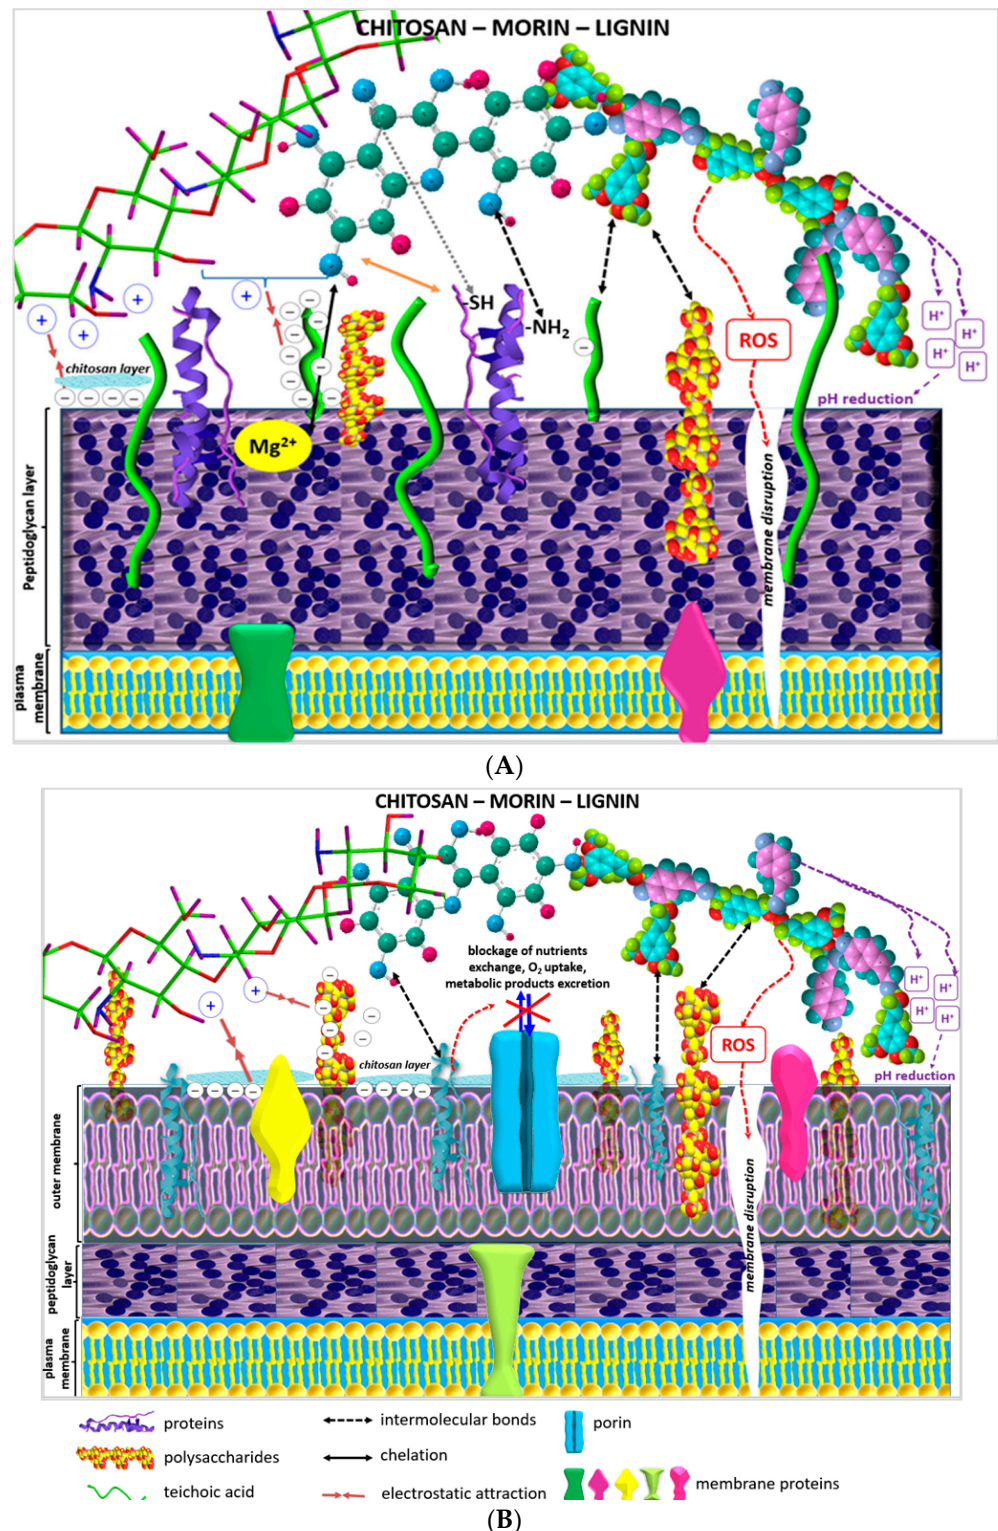 CHITOSAN – MORIN – LIGNIN
+
+
+
+
−
-SH
-NH₂
−
H⁺
H⁺
H⁺
H⁺
ROS
pH reduction
chitosan layer
− − − −
Mg²⁺
Peptidoglycan layer
membrane disruption
plasma
membrane
(A)
CHITOSAN – MORIN – LIGNIN
blockage of nutrients
exchange, O₂ uptake,
metabolic products excretion
+
+
−
H⁺
H⁺
H⁺
H⁺
ROS
pH reduction
chitosan layer
− − − −
− − − −
outer membrane
membrane disruption
peptidoglycan
layer
plasma
membrane
proteins
intermolecular bonds
porin
polysaccharides
chelation
membrane proteins
teichoic acid
electrostatic attraction
(B)